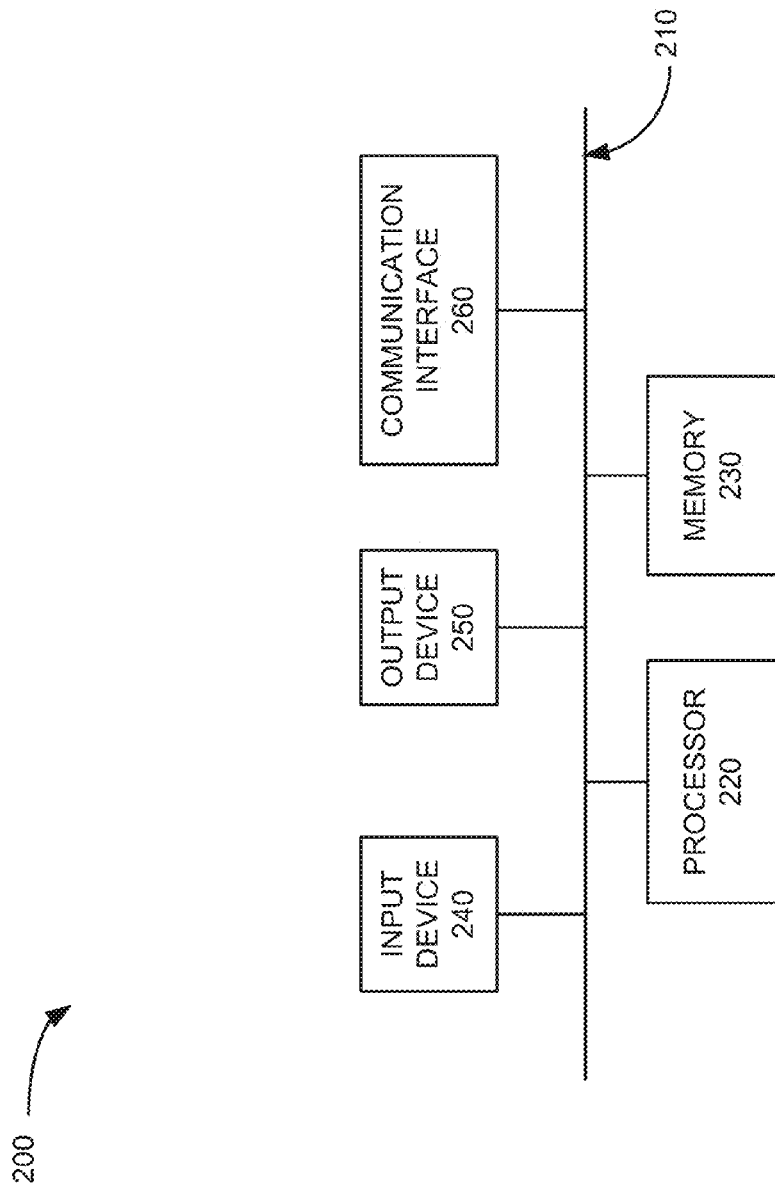 200
INPUT
DEVICE
240
OUTPUT
DEVICE
250
COMMUNICATION
INTERFACE
260
210
PROCESSOR
220
MEMORY
230